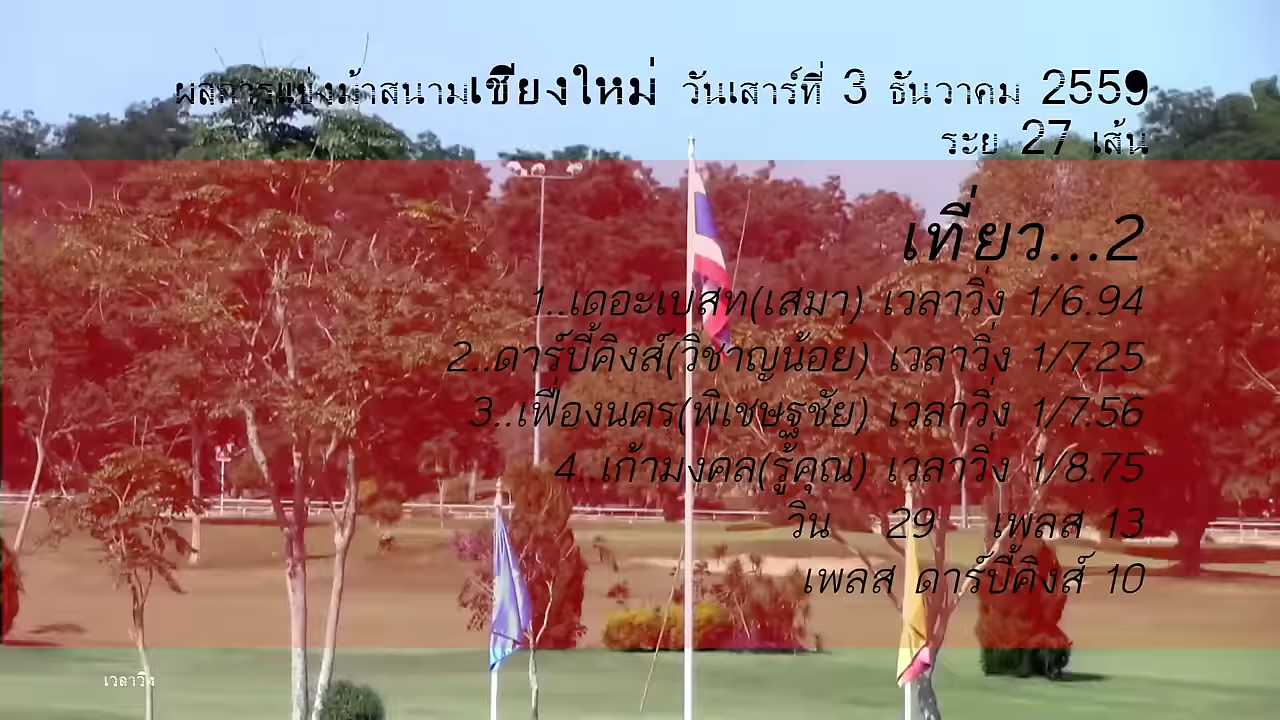 ผลการแข่งม้าสนามเชียงใหม่ วันเสาร์ที่ 3 ธันวาคม 2559
ระย 27 เส้น
เที่ยว...2
1..เดอะเบสท(เสมา) เวลาวิ่ง 1/6.94
2..ดาร์บี้คิงส์(วิชาญน้อย) เวลาวิ่ง 1/7.25
3..เฟื่องนคร(พิเชษฐชัย) เวลาวิ่ง 1/7.56
4..เก้ามงคล(รู้คุณ) เวลาวิ่ง 1/8.75
วิน 29 เพลส 13
เพลส ดาร์บี้คิงส์ 10
เวลาวิ่ง